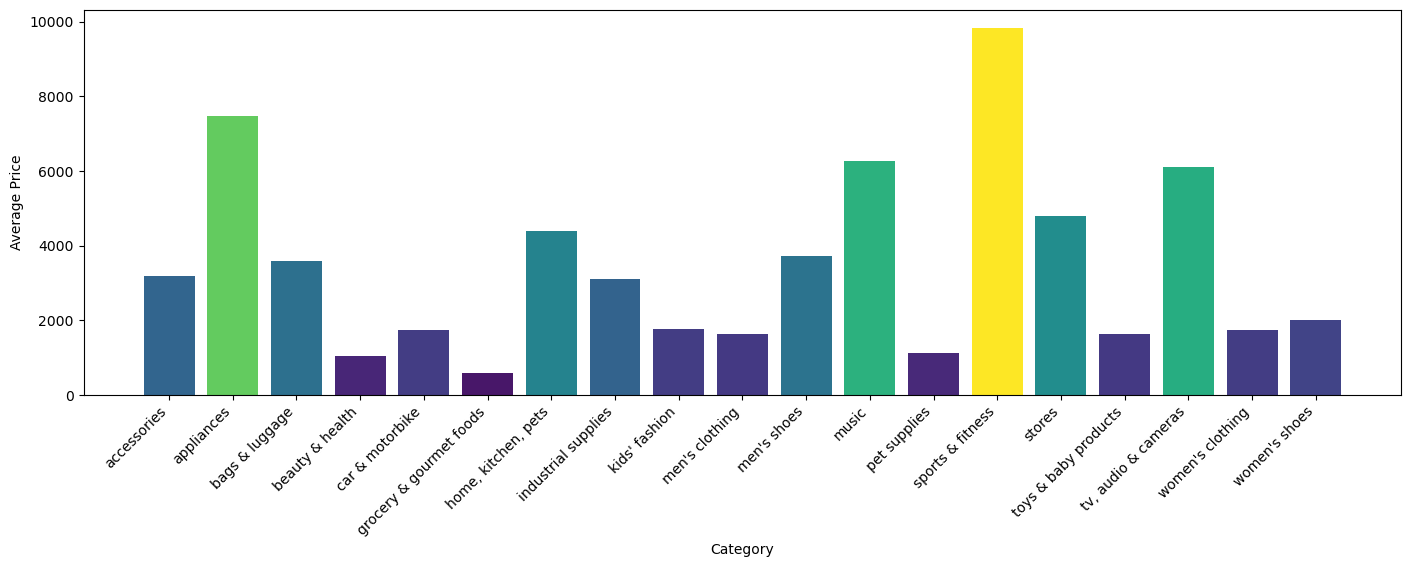 10000
8000
6000
4000
2000
0
Average Price
accessories
appliances
bags & luggage
beauty & health
car & motorbike
grocery & gourmet foods
home, kitchen, pets
industrial supplies
kids' fashion
men's clothing
men's shoes
music
pet supplies
sports & fitness
stores
toys & baby products
tv, audio & cameras
women's clothing
women's shoes
Category